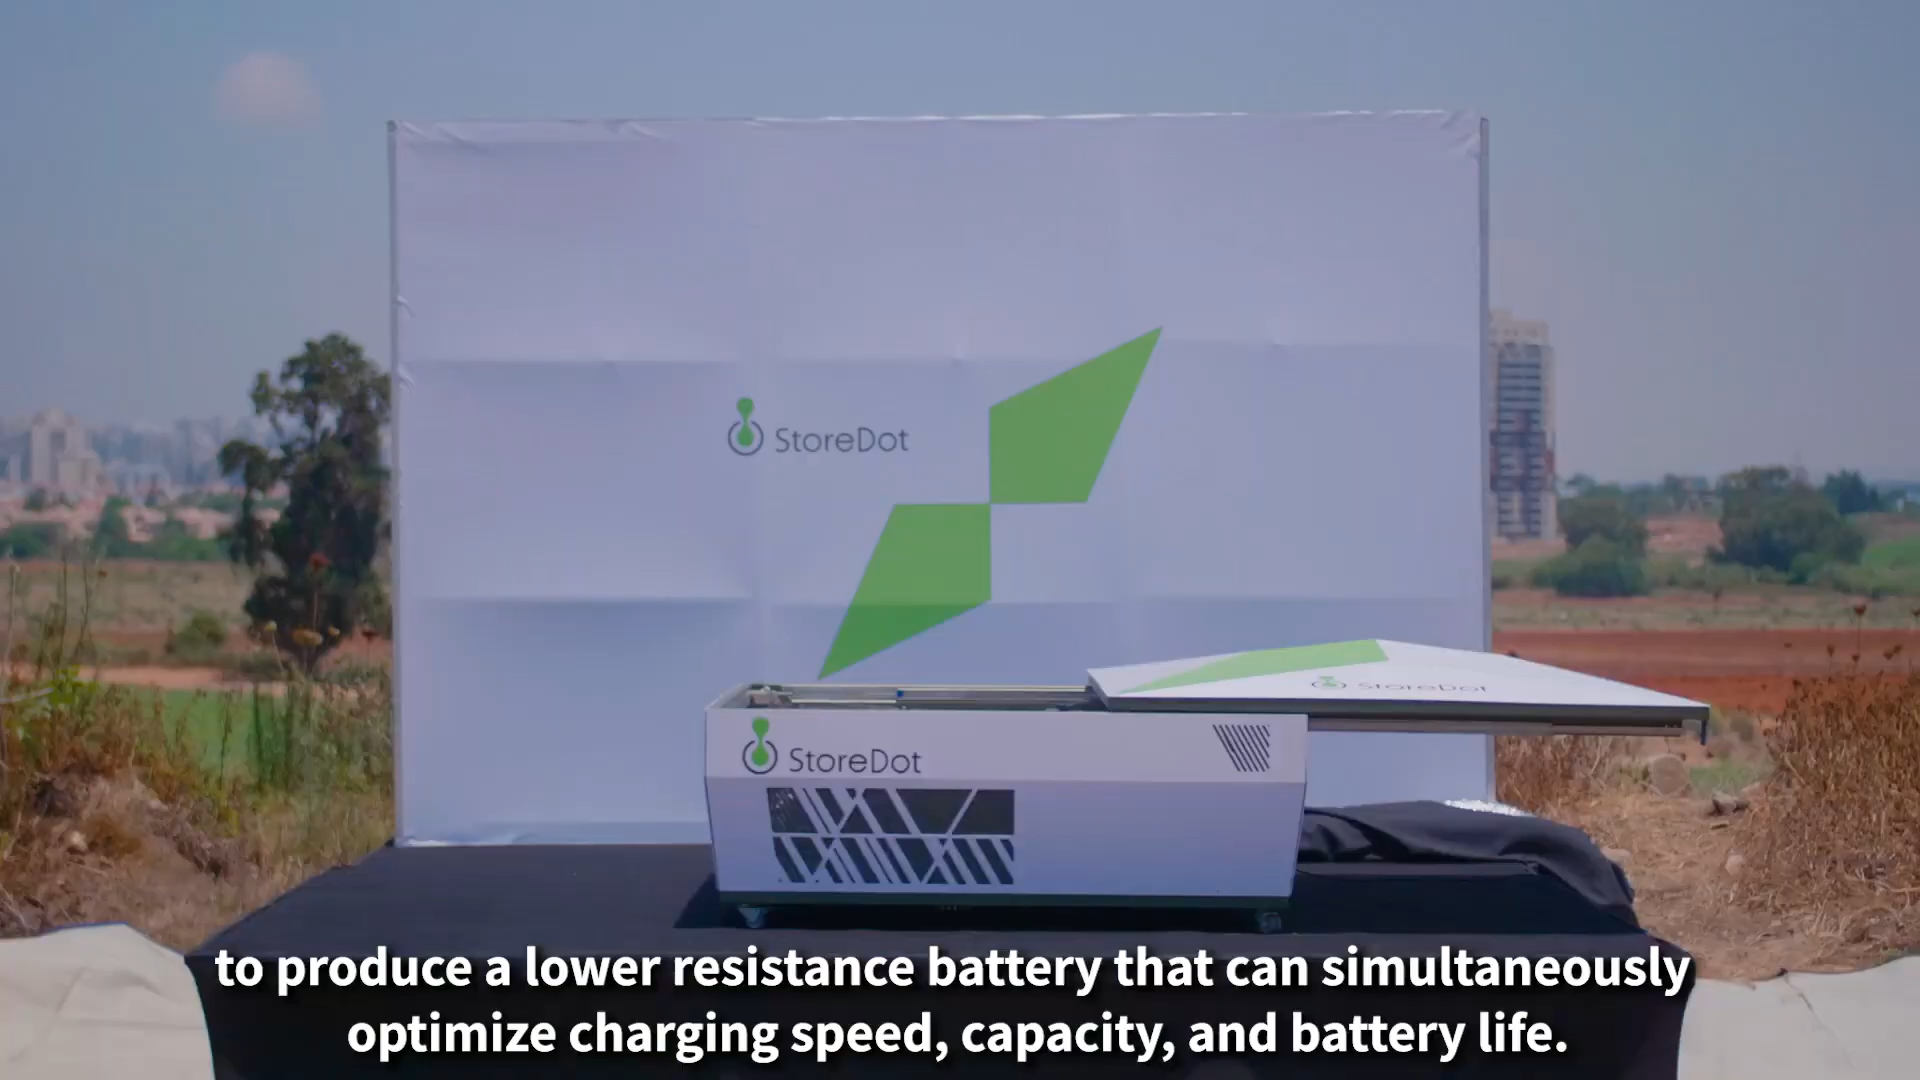 StoreDot
StoreDot
StoreDot
to produce a lower resistance battery that can simultaneously
optimize charging speed, capacity, and battery life.